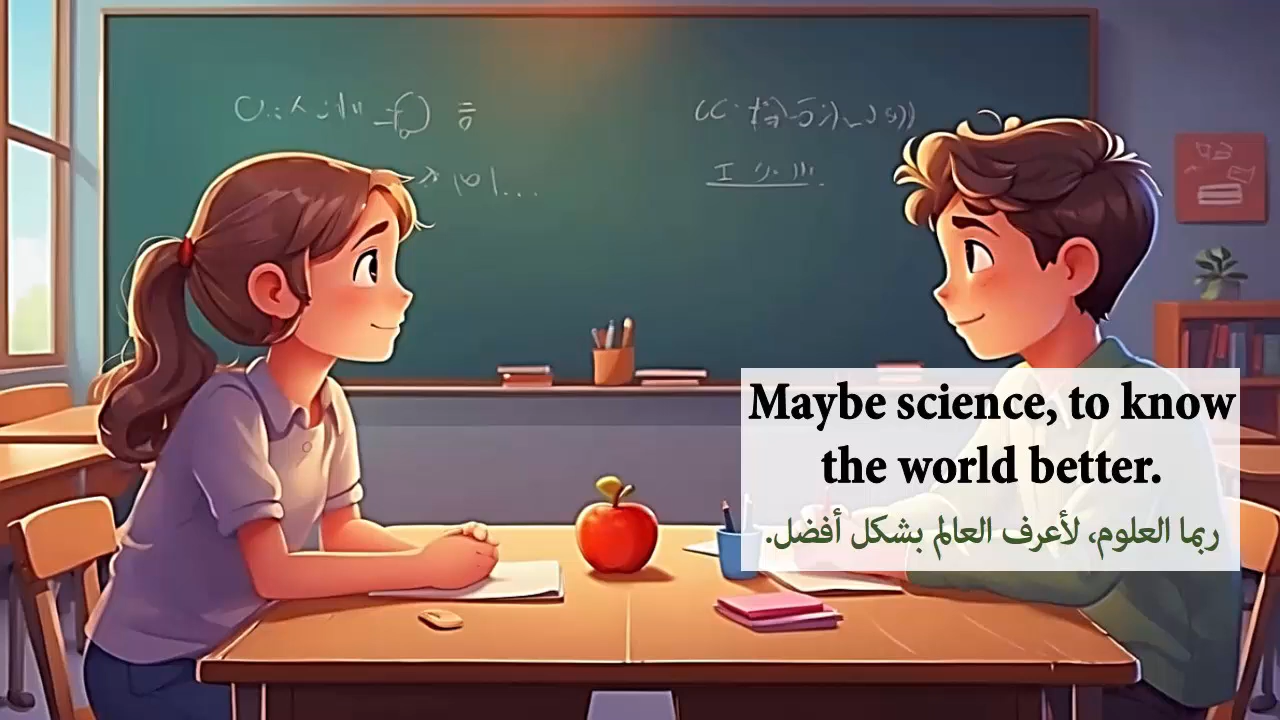 Maybe science, to know
the world better.
ربما العلوم، لأعرف العالم بشكل أفضل.